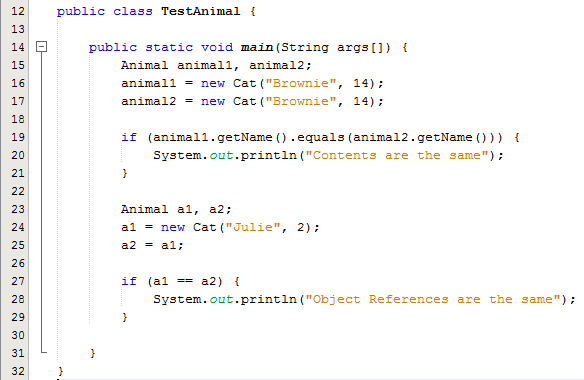 12 public class TestAnimal {
13
14 public static void main(String args[]) {
15 Animal animal1, animal2;
16 animal1 = new Cat("Brownie", 14);
17 animal2 = new Cat("Brownie", 14);
18
19 if (animal1.getName().equals(animal2.getName())) {
20 System.out.println("Contents are the same");
21 }
22
23 Animal a1, a2;
24 a1 = new Cat("Julie", 2);
25 a2 = a1;
26
27 if (a1 == a2) {
28 System.out.println("Object References are the same");
29 }
30
31 }
32 }